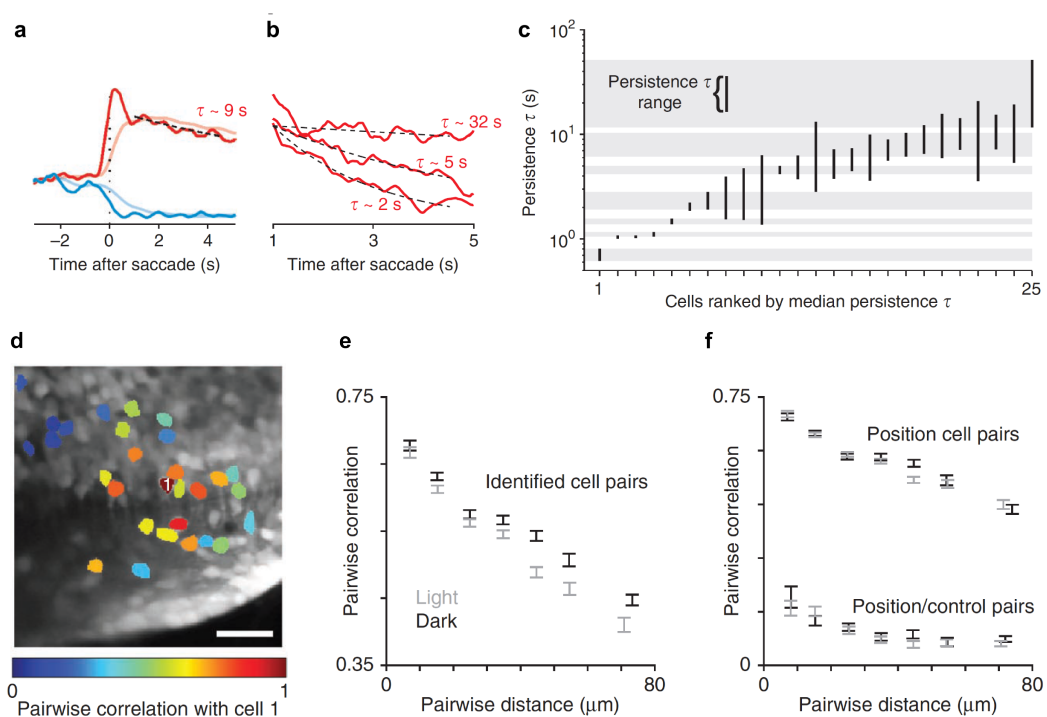 a
τ ~ 9 s
−2 0 2 4
Time after saccade (s)
b
τ ~ 32 s
τ ~ 5 s
τ ~ 2 s
1 3 5
Time after saccade (s)
c
10²
10¹
10⁰
Persistence τ (s)
Persistence τ
range
1 25
Cells ranked by median persistence τ
d
1
0 1
Pairwise correlation with cell 1
e
0.75
0.35
Pairwise correlation
Identified cell pairs
Light
Dark
0 80
Pairwise distance (μm)
f
0.75
0
Pairwise correlation
Position cell pairs
Position/control pairs
0 80
Pairwise distance (μm)